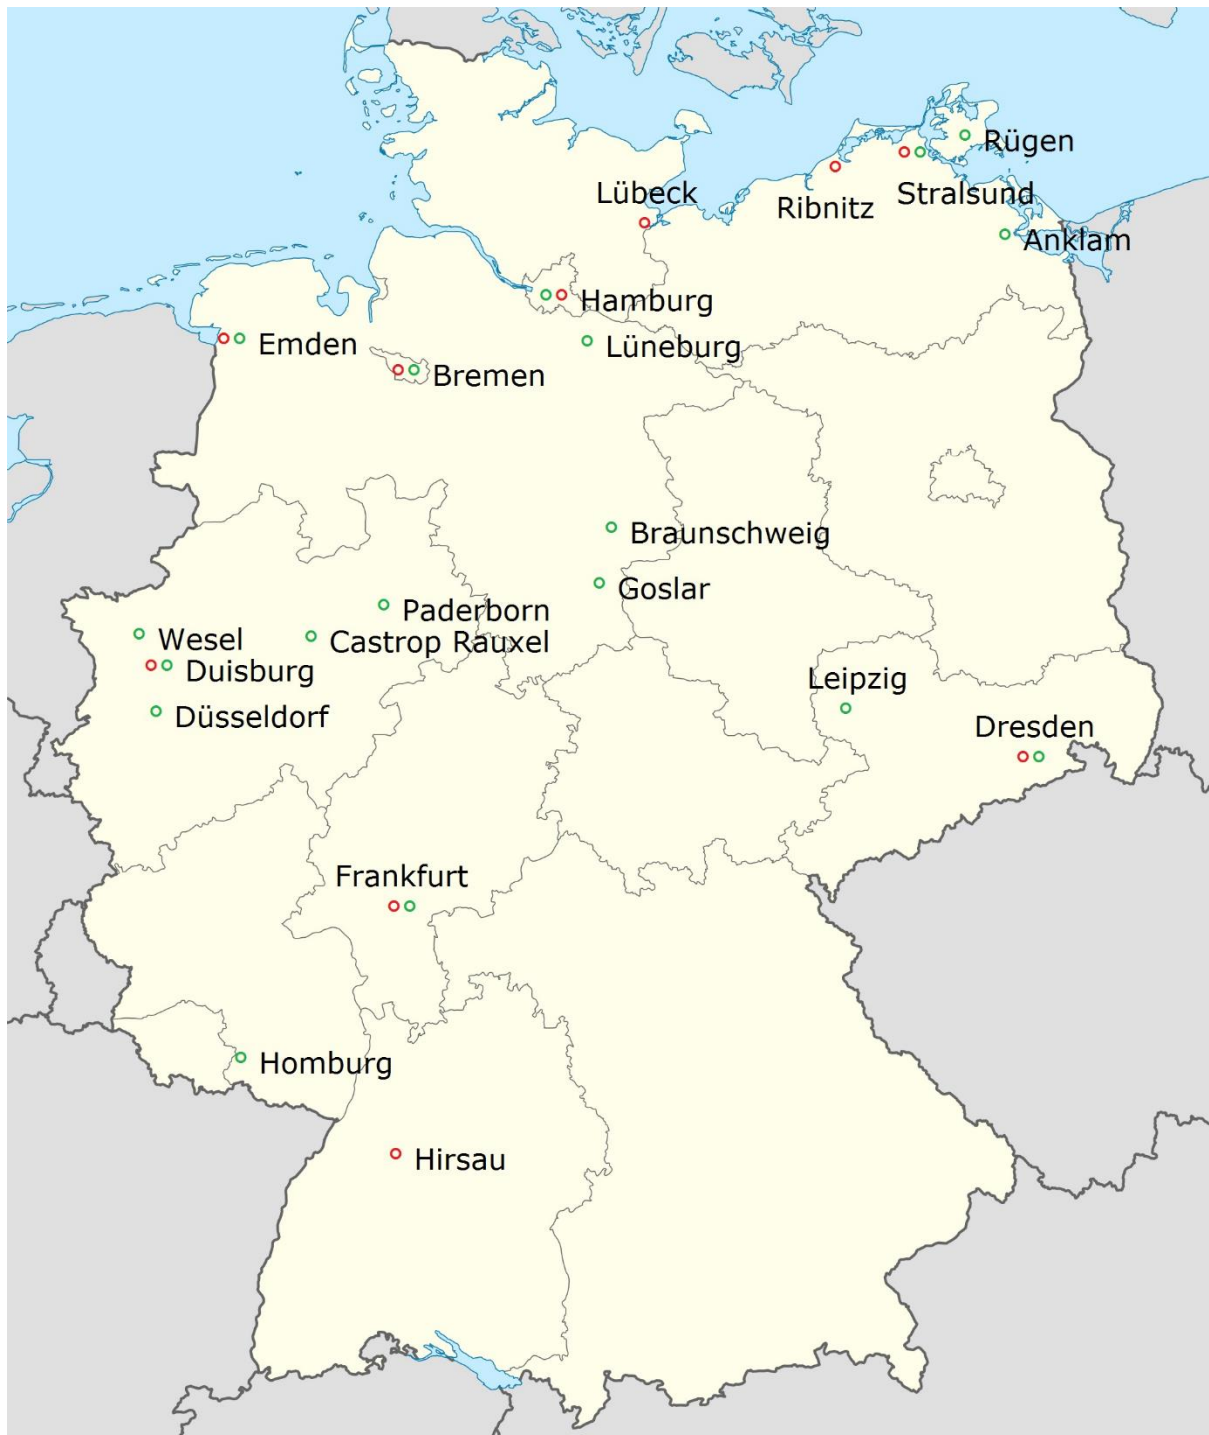 Rügen
Lübeck
Stralsund
Ribnitz
Anklam
Hamburg
Emden
Lüneburg
Bremen
Braunschweig
Goslar
Paderborn
Wesel
Castrop Rauxel
Duisburg
Leipzig
Düsseldorf
Dresden
Frankfurt
Homburg
Hirsau